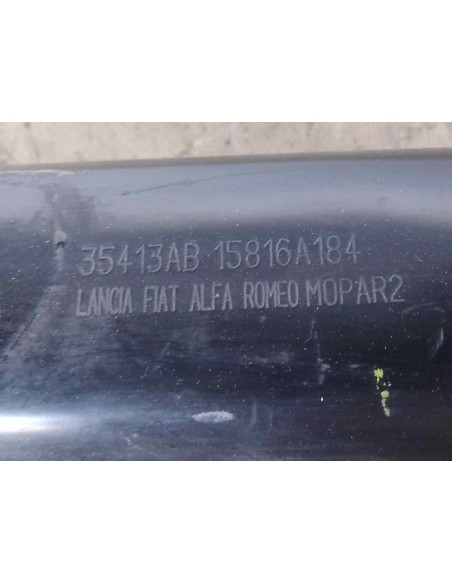 35413AB 15816A184
LANCIA FIAT ALFA ROMEO MOPAR2